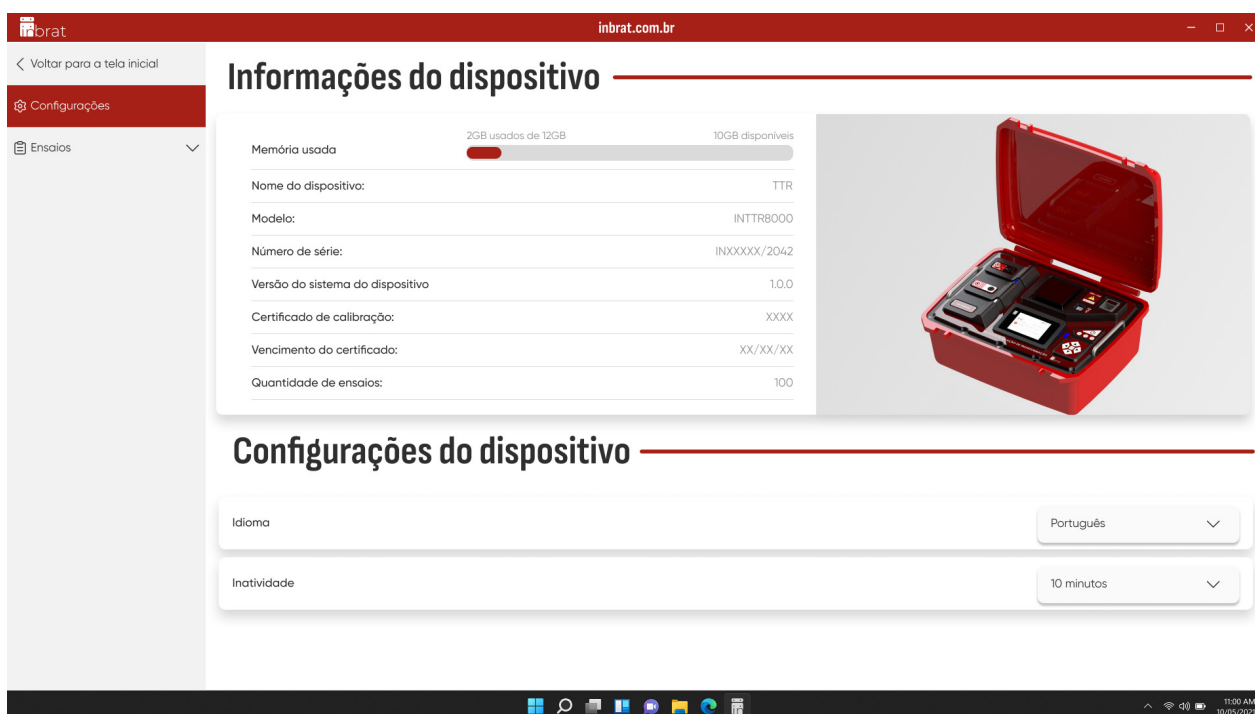 inbrat
inbrat.com.br
Voltar para a tela inicial
Configurações
Ensaios
Informações do dispositivo
2GB usados de 12GB
10GB disponíveis
Memória usada
Nome do dispositivo:
TTR
Modelo:
INTTR8000
Número de série:
INXXXXX/2042
Versão do sistema do dispositivo
1.0.0
Certificado de calibração:
XXXX
Vencimento do certificado:
XX/XX/XX
Quantidade de ensaios:
100
Configurações do dispositivo
Idioma
Português
Inatividade
10 minutos
11:00 AM